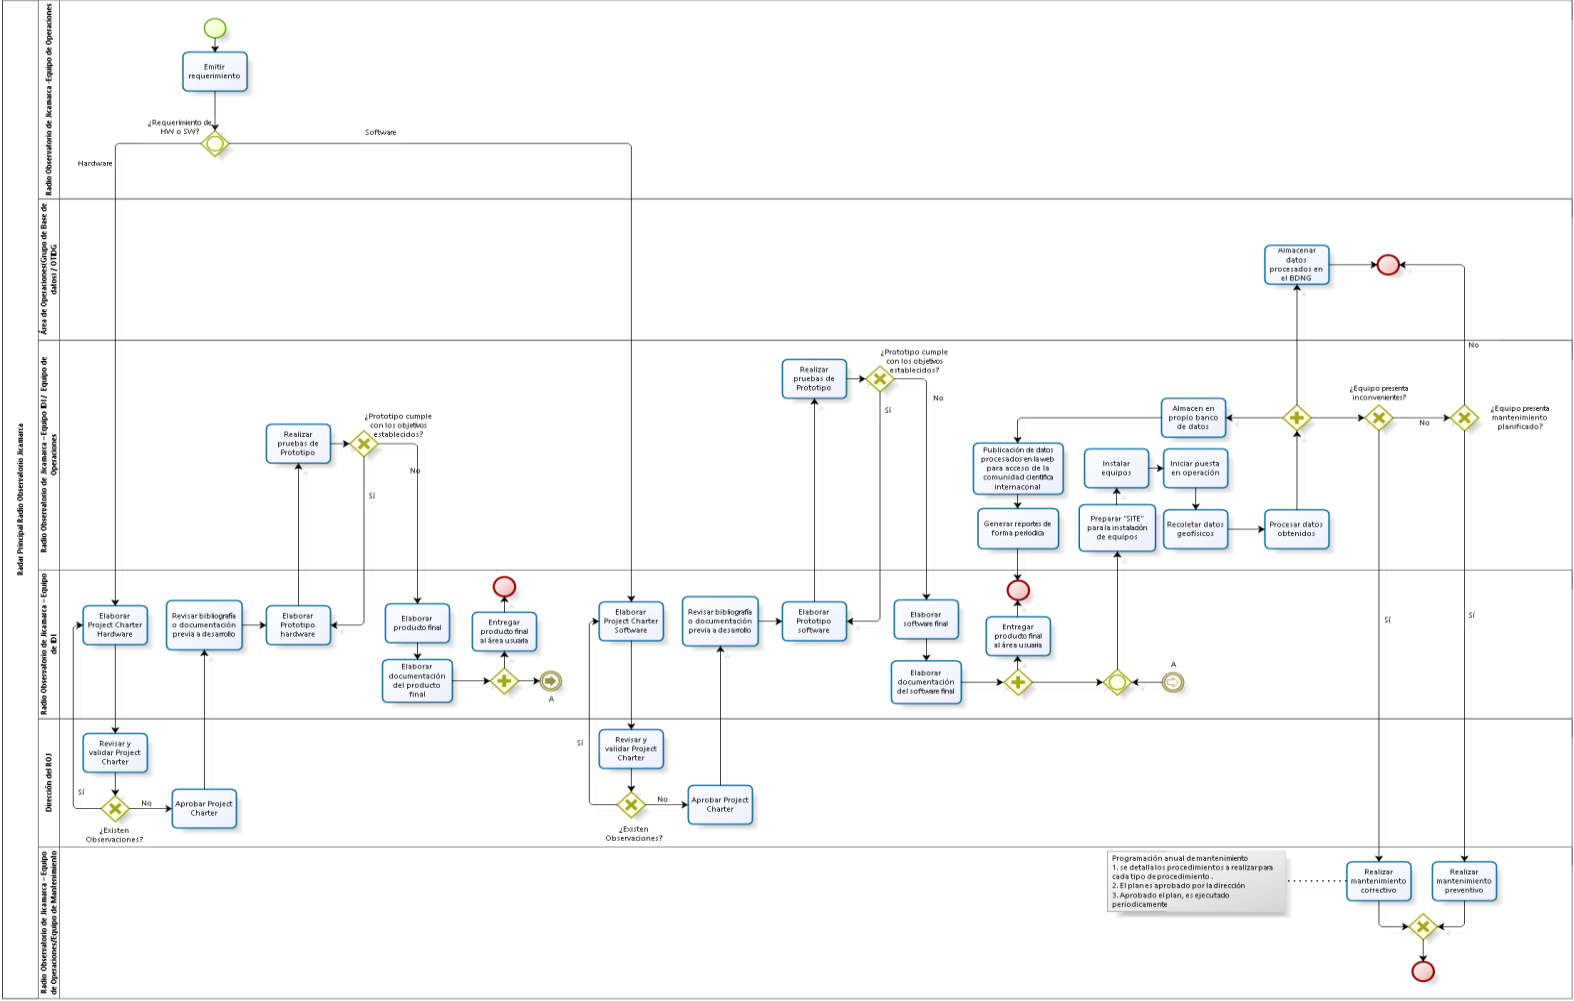 Radar Principal Radio Observatorio Jicamarca
Radio Observatorio de Jicamarca -Equipo de Operaciones
Emitir
requerimiento
¿Requerimiento de
HW o SW?
Software
Hardware
Área de Operaciones(Grupo de Base de
datos) / OTIDG
Almacenar
datos
procesados en
el BDNG
No
Radio Observatorio de Jicamarca – Equipo IDI / Equipo de
Operaciones
Realizar
pruebas de
Prototipo
¿Prototipo cumple
con los objetivos
establecidos?
No
Sí
Realizar
pruebas de
Prototipo
¿Prototipo cumple
con los objetivos
establecidos?
Sí
No
Almacen en
propio banco
de datos
¿Equipo presenta
inconvenientes?
No
¿Equipo presenta
mantenimiento
planificado?
Publicación de datos
procesados en la web
para acceso de la
comunidad científica
internaconal
Instalar
equipos
Iniciar puesta
en operación
Generar reportes de
forma periodica
Preparar "SITE"
para la instalación
de equipos
Recoletar datos
geofísicos
Procesar datos
obtenidos
Radio Observatorio de Jicamarca – Equipo
de IDI
Elaborar
Project Charter
Hardware
Revisar bibliografía
o documentación
previa a desarrollo
Elaborar
Prototipo
hardware
Elaborar
producto final
Entregar
producto final
al área usuaria
Elaborar
documentación
del producto
final
A
Elaborar
Project Charter
Software
Revisar bibliografía
o documentación
previa a desarrollo
Elaborar
Prototipo
software
Elaborar
software final
Entregar
producto final
al área usuaria
Elaborar
documentación
del software final
A
Sí
Sí
Dirección del ROJ
Revisar y
validar Project
Charter
Sí
No
Aprobar Project
Charter
¿Existen
Observaciones?
Revisar y
validar Project
Charter
Sí
No
Aprobar Project
Charter
¿Existen
Observaciones?
Radio Observatorio de Jicamarca – Equipo
de Operaciones/Equipo de Mantenimiento
Programación anual de mantenimiento
1. se detalla los procedimientos a realizar para
cada tipo de procedimiento .
2. El plan es aprobado por la dirección
3. Aprobado el plan, es ejecutado
periodicamente
Realizar
mantenimiento
correctivo
Realizar
mantenimiento
preventivo